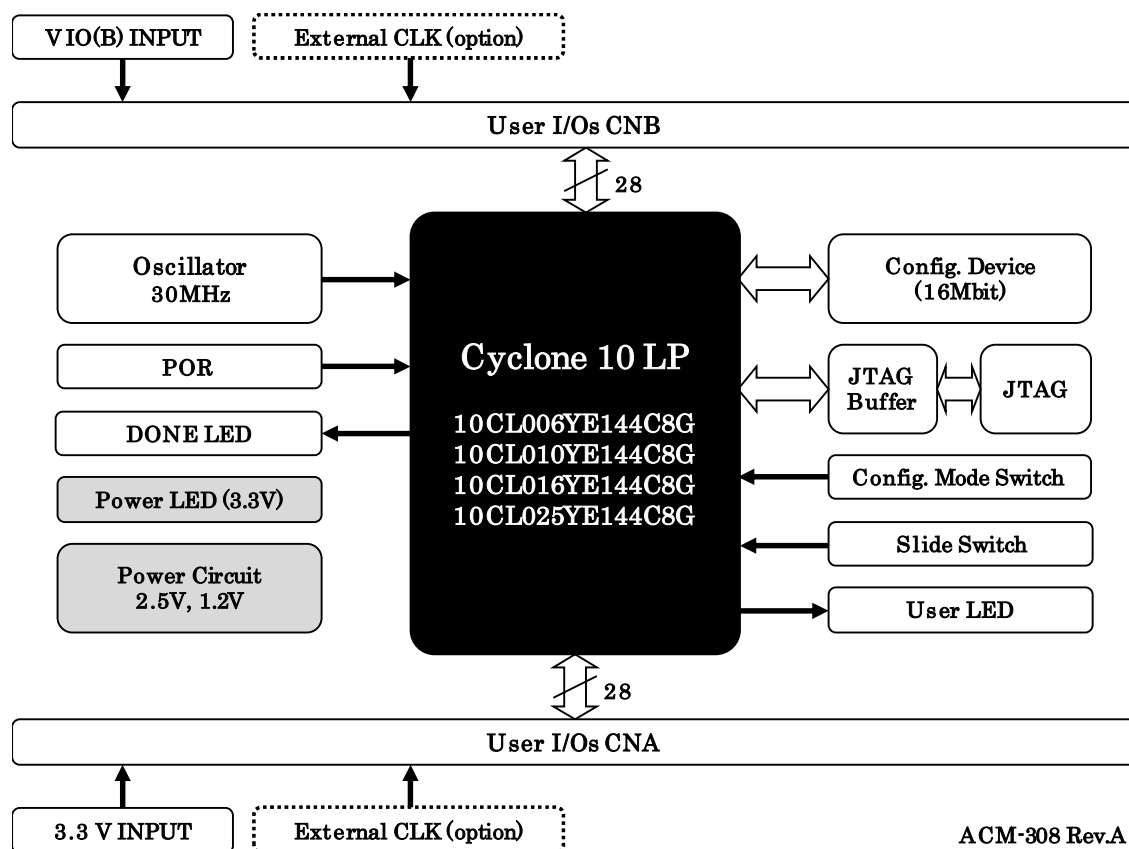 VIO(B) INPUT
External CLK (option)
User I/Os CNB
28
Oscillator
30MHz
POR
DONE LED
Power LED (3.3V)
Power Circuit
2.5V, 1.2V
Cyclone 10 LP
10CL006YE144C8G
10CL010YE144C8G
10CL016YE144C8G
10CL025YE144C8G
Config. Device
(16Mbit)
JTAG
Buffer
JTAG
Config. Mode Switch
Slide Switch
User LED
28
User I/Os CNA
3.3 V INPUT
External CLK (option)
ACM-308 Rev.A